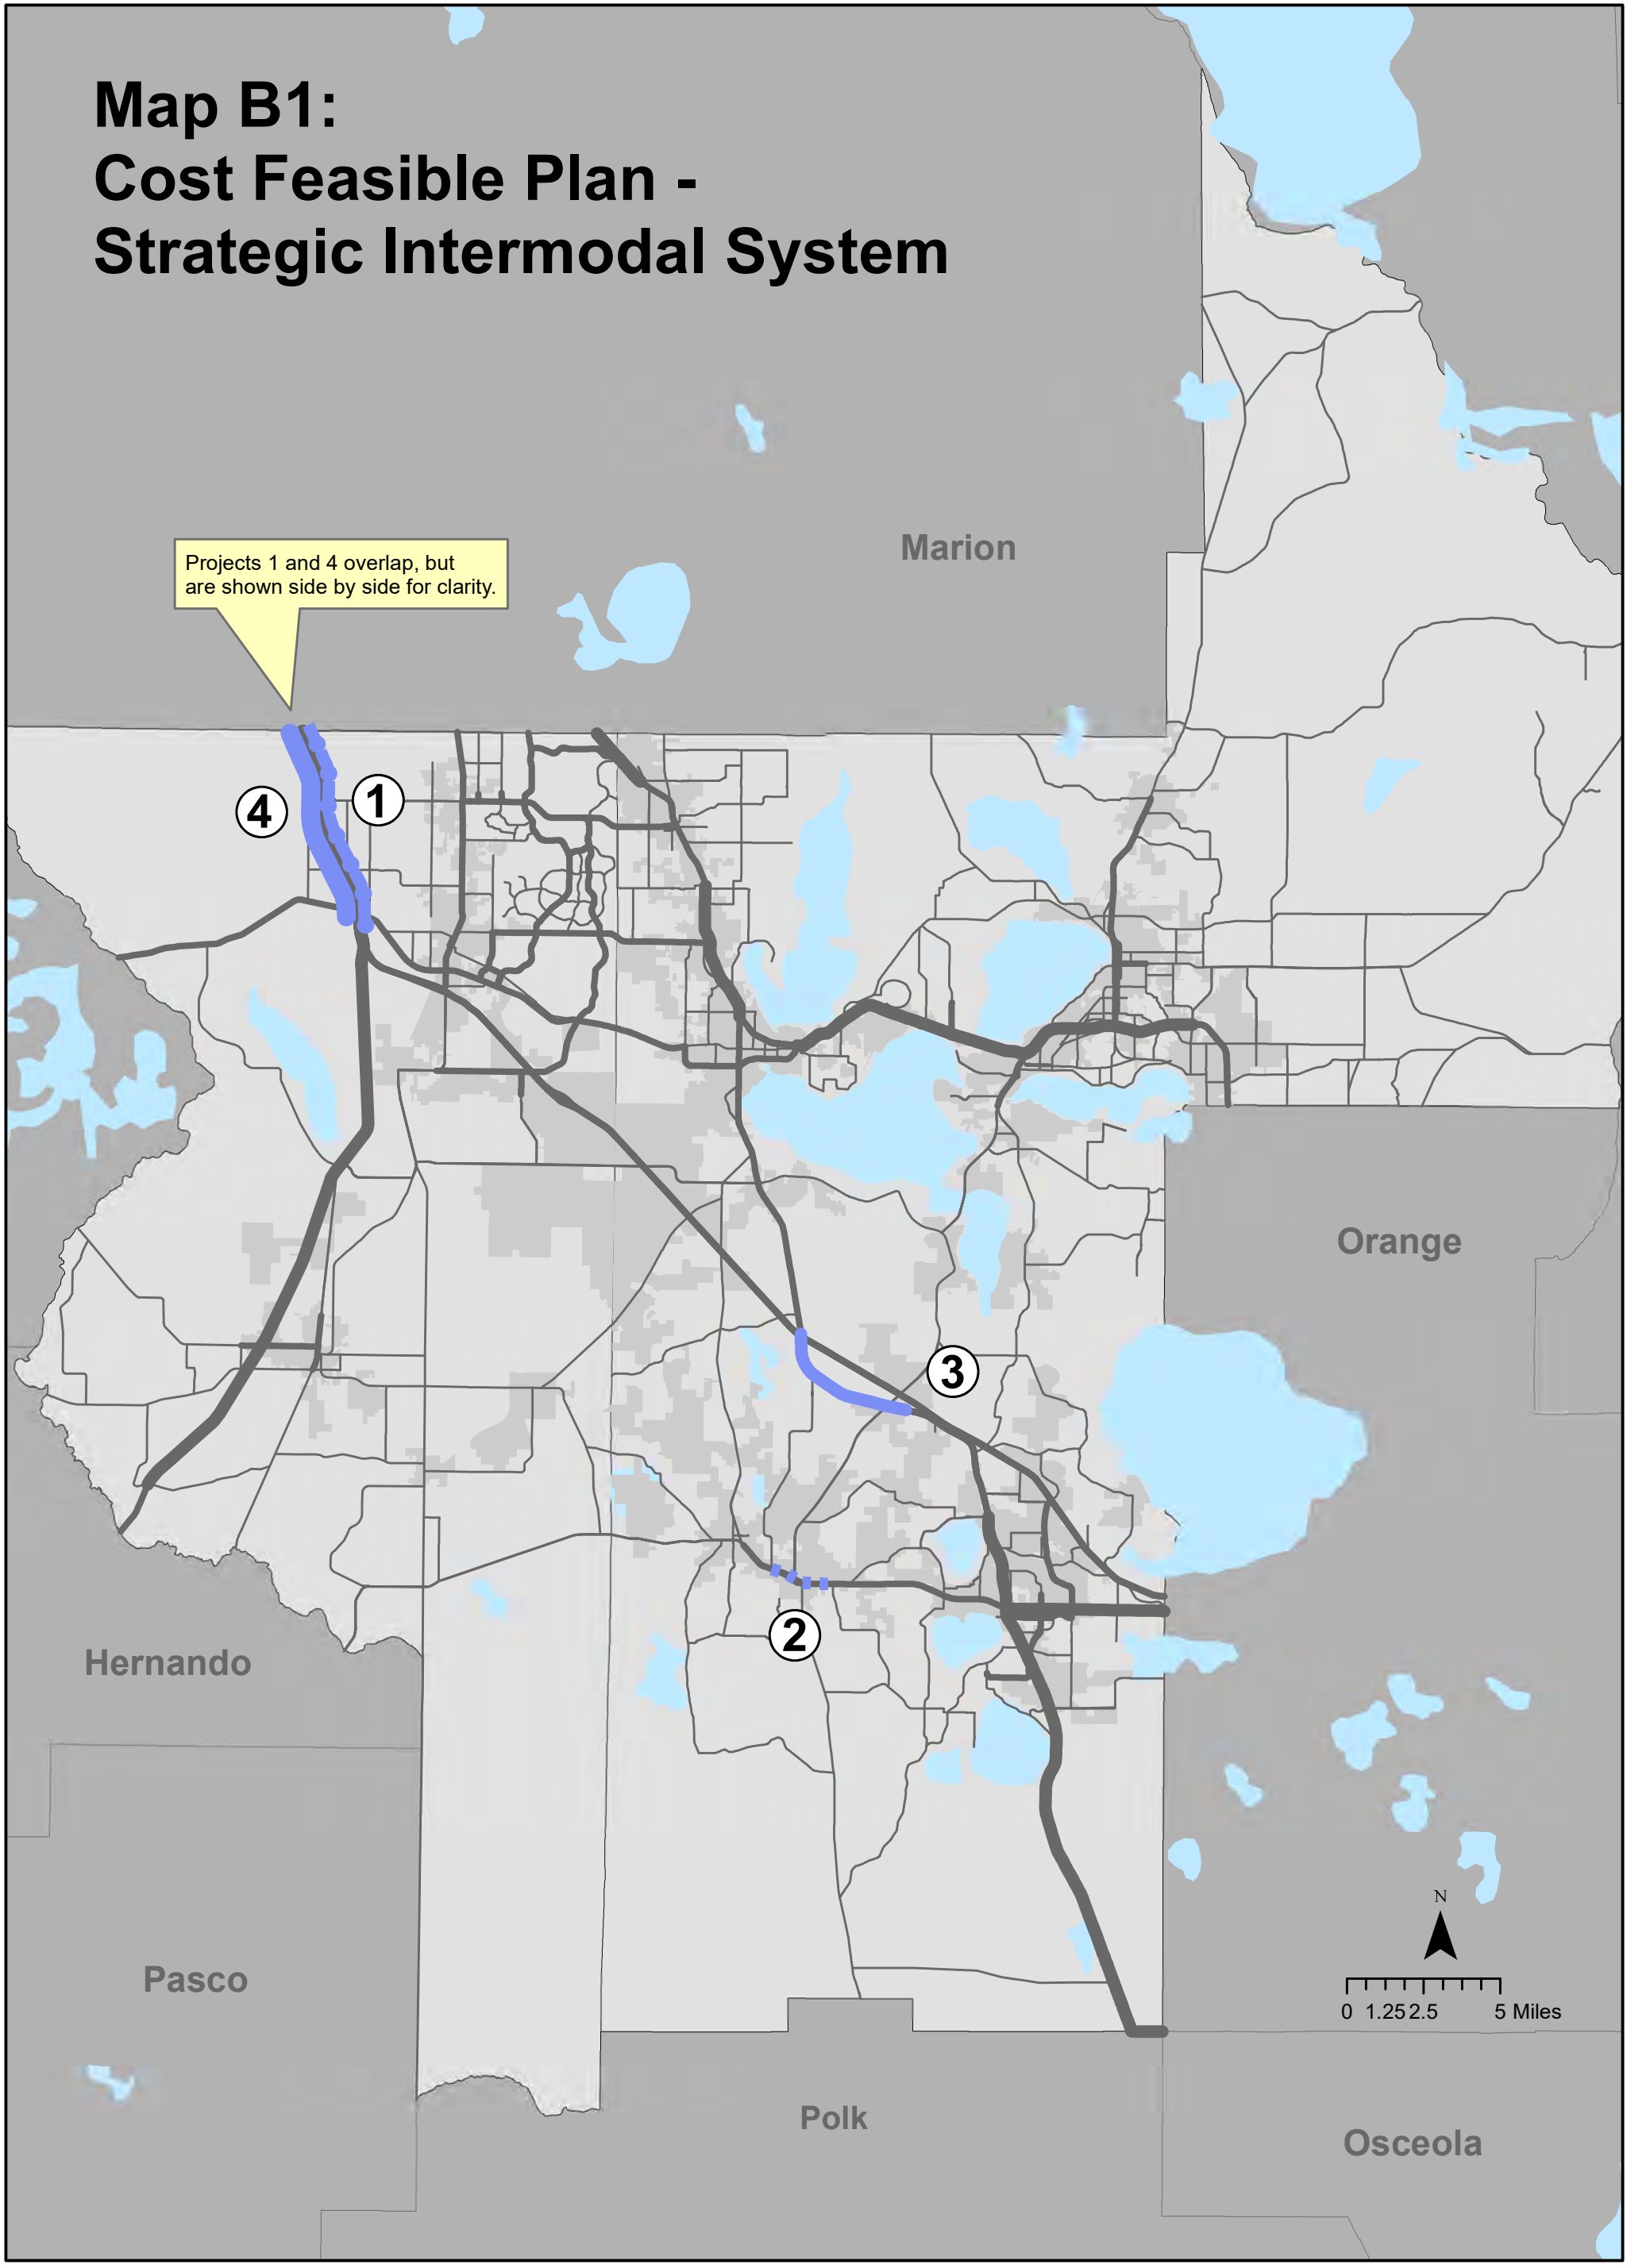 Map B1:
Cost Feasible Plan -
Strategic Intermodal System
Marion
Projects 1 and 4 overlap, but
are shown side by side for clarity.
4
1
Orange
3
2
Hernando
Pasco
N
0 1.25 2.5 5 Miles
Polk
Osceola